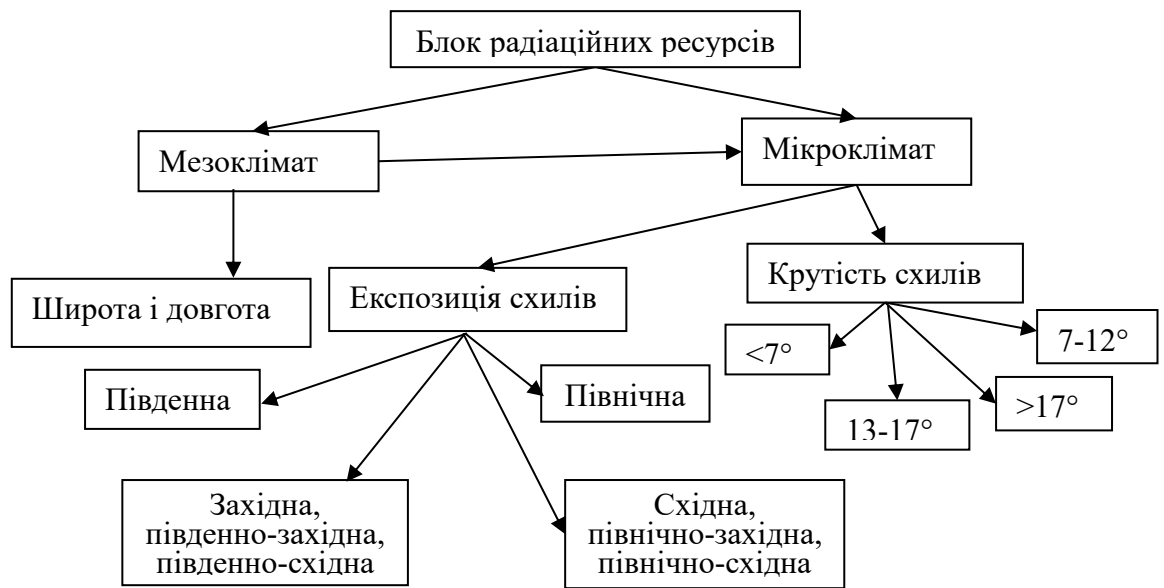 Блок радіаційних ресурсів
Мезоклімат
Мікроклімат
Широта і довгота
Експозиція схилів
Крутість схилів
<7°
7-12°
Південна
Північна
13-17°
>17°
Західна,
південно-західна,
південно-східна
Східна,
північно-західна,
північно-східна